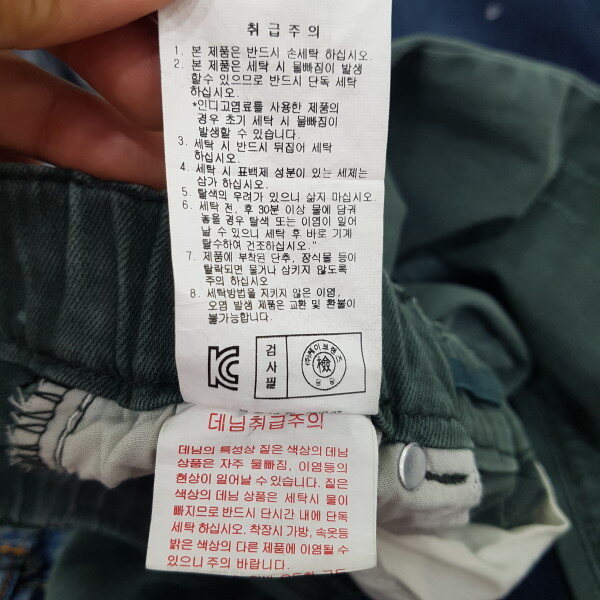 취급주의
1. 본 제품은 반드시 손세탁 하십시오.
2. 본 제품은 세탁 시 물빠짐이 발생
할수 있으므로 반드시 단독 세탁
하십시오.
*인디고염료를 사용한 제품의
경우 초기 세탁 시 물빠짐이
발생할 수 있습니다.
3. 세탁 시 반드시 뒤집어 세탁
하십시오.
4. 세탁 시 표백제 성분이 있는 세제는
삼가 하십시오.
5. 탈색의 우려가 있으니 삶지 마십시오.
6. 세탁 전, 후 30분 이상 물에 담궈
놓을 경우 탈색 또는 이염이 일어
날 수 있으니 세탁 후 바로 기계
탈수하여 건조하십시오."
7. 제품에 부착된 단추, 장식물 등이
탈락되면 물거나 삼키지 않도록
주의 하십시오
8. 세탁방법을 지키지 않은 이염,
오염 발생 제품은 교환 및 환불이
불가능합니다.
검사필
檢
데님취급주의
데님의 특성상 짙은 색상의 데님
상품은 자주 물빠짐, 이염등의
현상이 일어날 수 있습니다. 짙은
색상의 데님 상품은 세탁시 물이
빠지므로 반드시 단시간 내에 단독
세탁 하십시오. 착장시 가방, 속옷등
밝은 색상의 다른 제품에 이염될 수
있으니 주의 바랍니다.